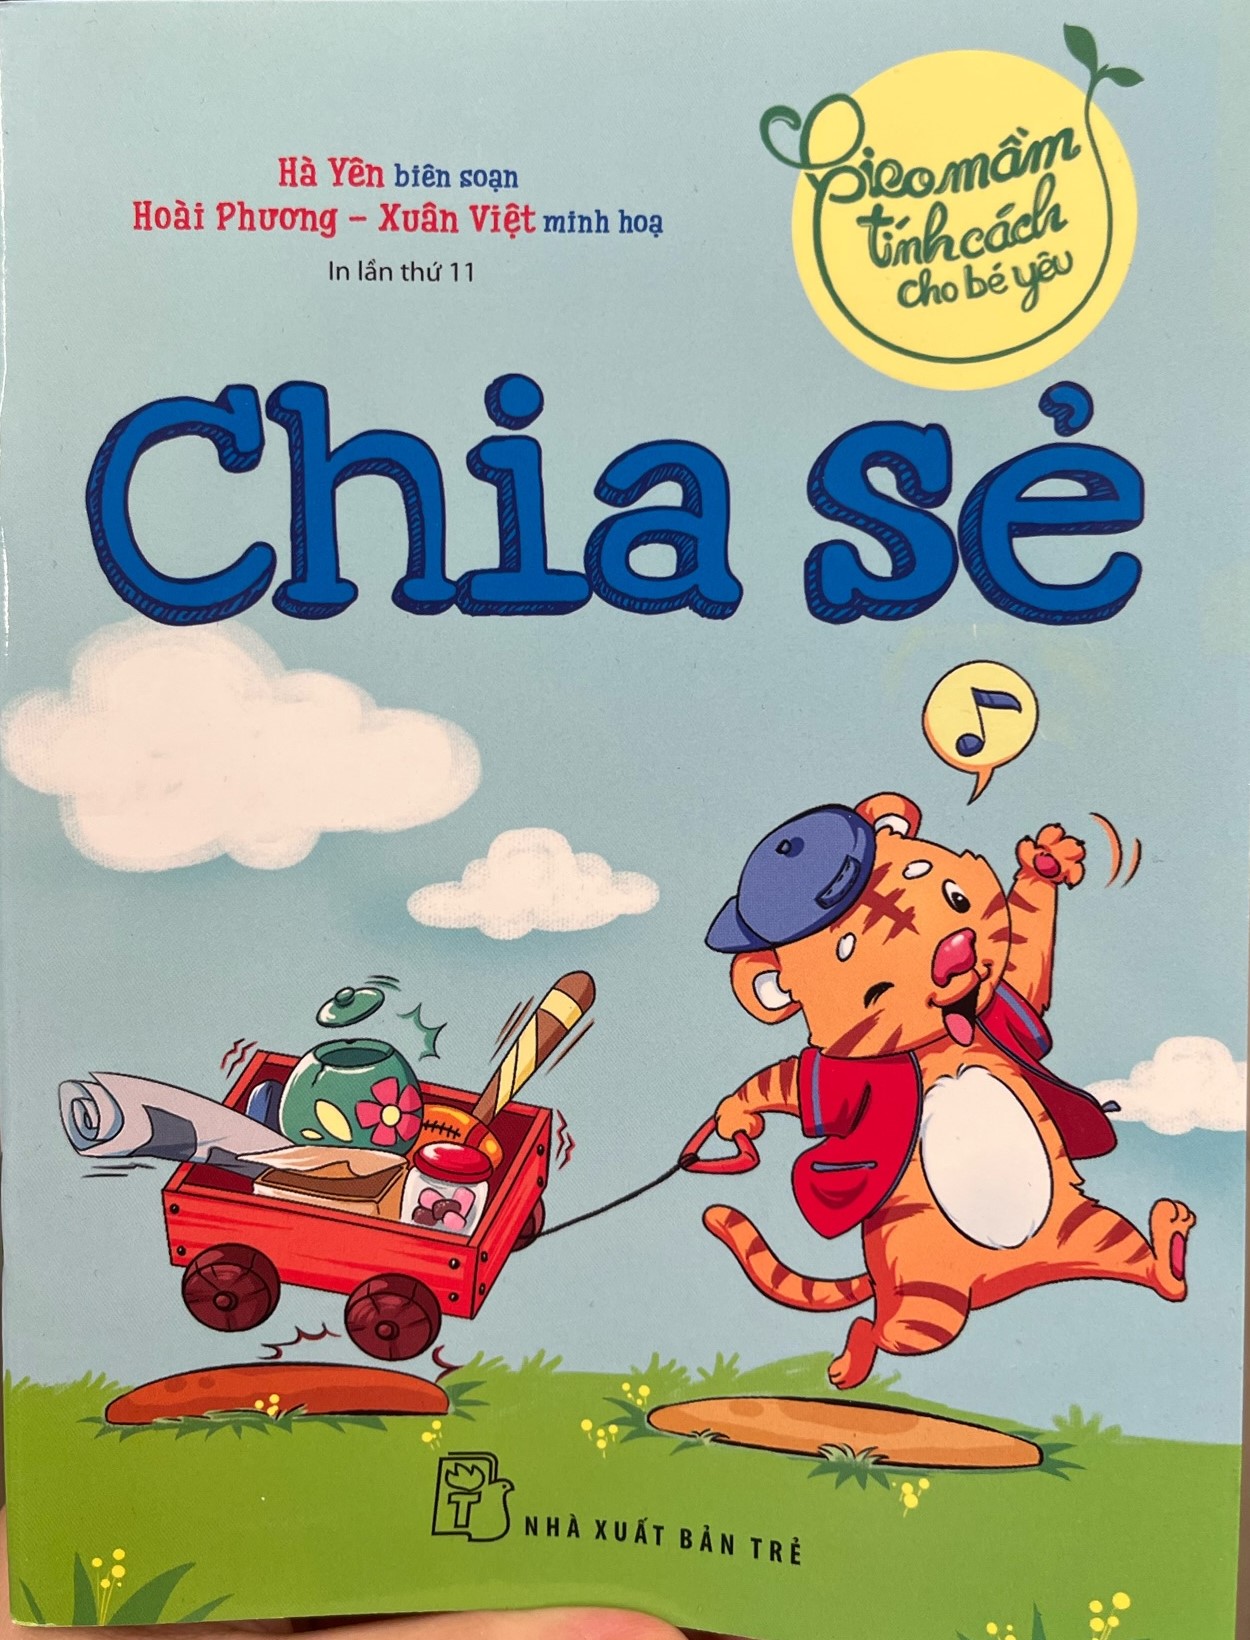 Hà Yên biên soạn
Hoài Phương – Xuân Việt minh hoạ
In lần thứ 11
Gieo mầm
tính cách
cho bé yêu
Chia sẻ
T
NHÀ XUẤT BẢN TRẺ